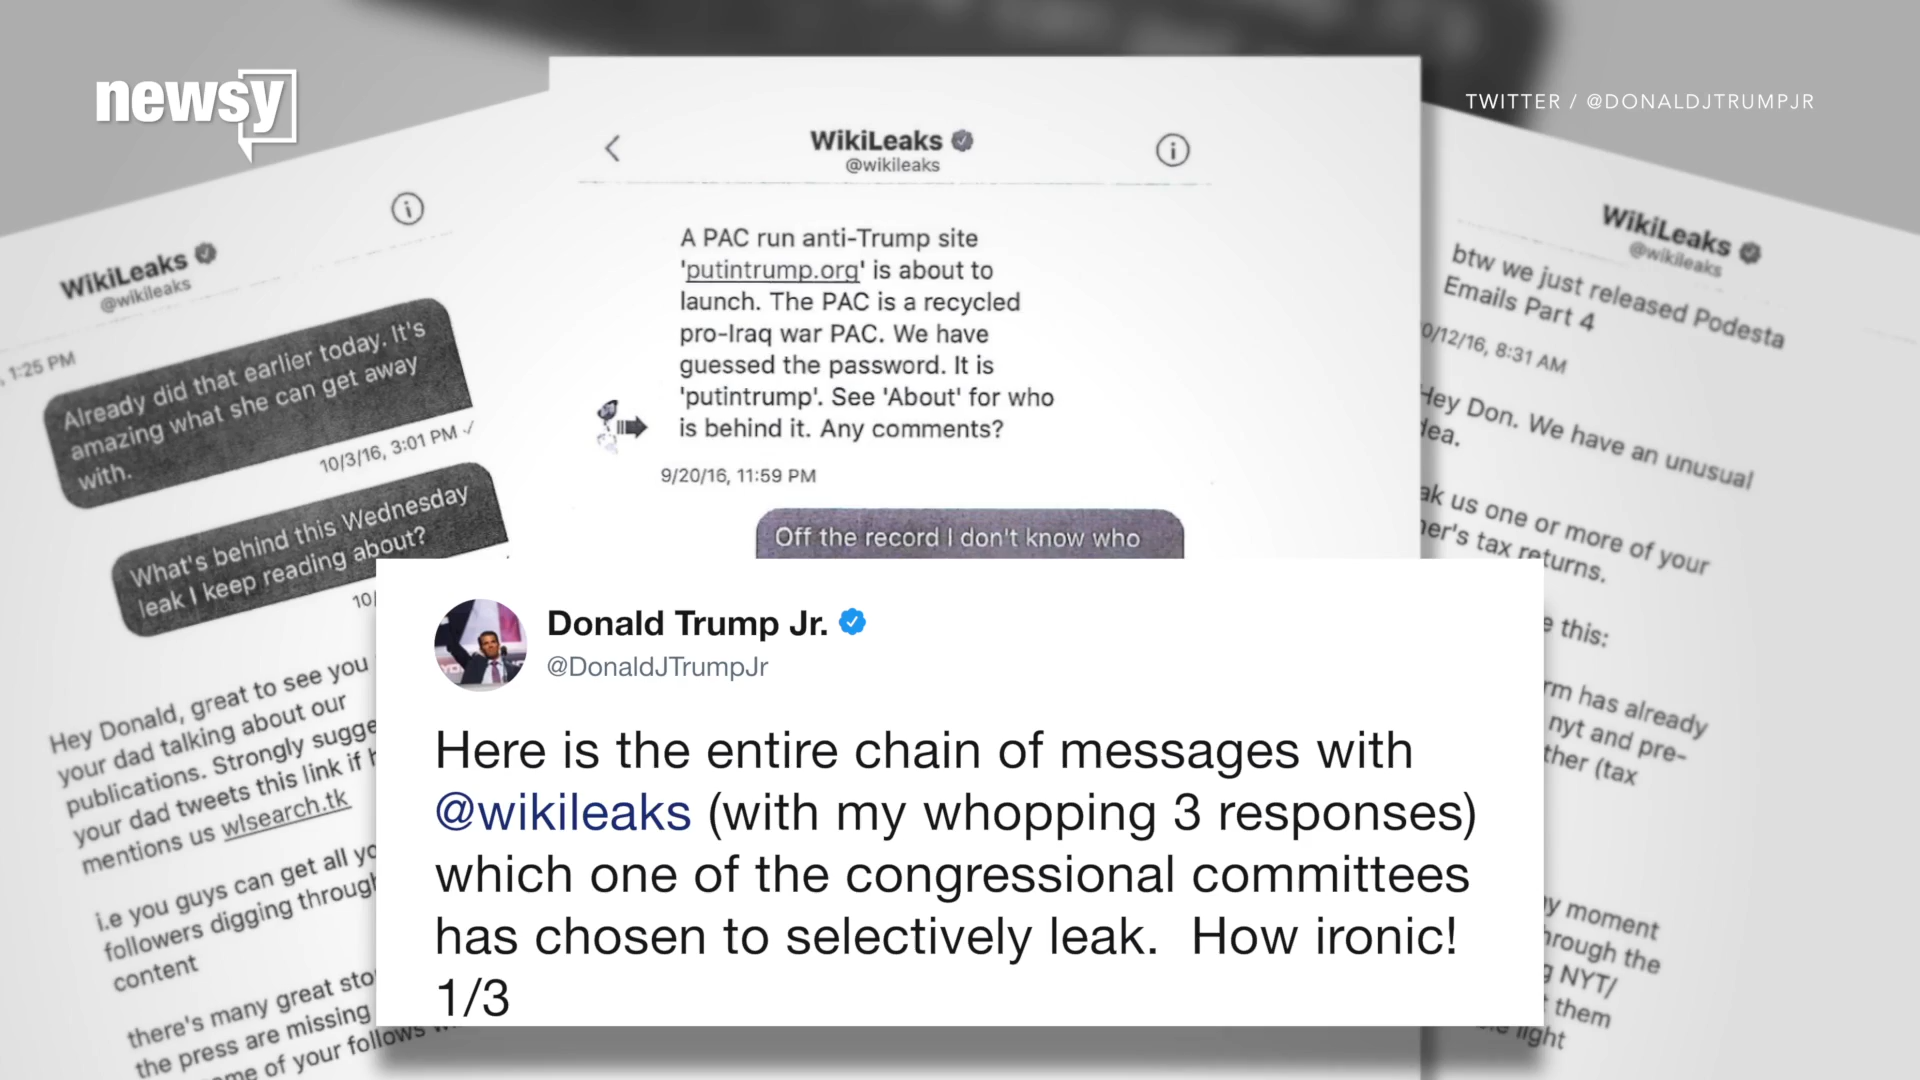 newsy
TWITTER / @DONALDJTRUMPJR
WikiLeaks
@wikileaks
1:25 PM
Already did that earlier today. It's
amazing what she can get away
with.
10/3/16, 3:01 PM ✓
What's behind this Wednesday
leak I keep reading about?
10/
Hey Donald, great to see you
your dad talking about our
publications. Strongly sugge
your dad tweets this link if h
mentions us wlsearch.tk
i.e you guys can get all yo
followers digging through
content
there's many great sto
the press are missing
me of your follows
WikiLeaks
@wikileaks
A PAC run anti-Trump site
'putintrump.org' is about to
launch. The PAC is a recycled
pro-Iraq war PAC. We have
guessed the password. It is
'putintrump'. See 'About' for who
is behind it. Any comments?
9/20/16, 11:59 PM
Off the record I don't know who
WikiLeaks
@wikileaks
btw we just released Podesta
Emails Part 4
0/12/16, 8:31 AM
Hey Don. We have an unusual
dea.
ak us one or more of your
her's tax returns.
e this:
rm has already
nyt and pre-
ther (tax
y moment
hrough the
g NYT/
t them
light
Donald Trump Jr.
@DonaldJTrumpJr
Here is the entire chain of messages with
@wikileaks (with my whopping 3 responses)
which one of the congressional committees
has chosen to selectively leak.  How ironic!
1/3